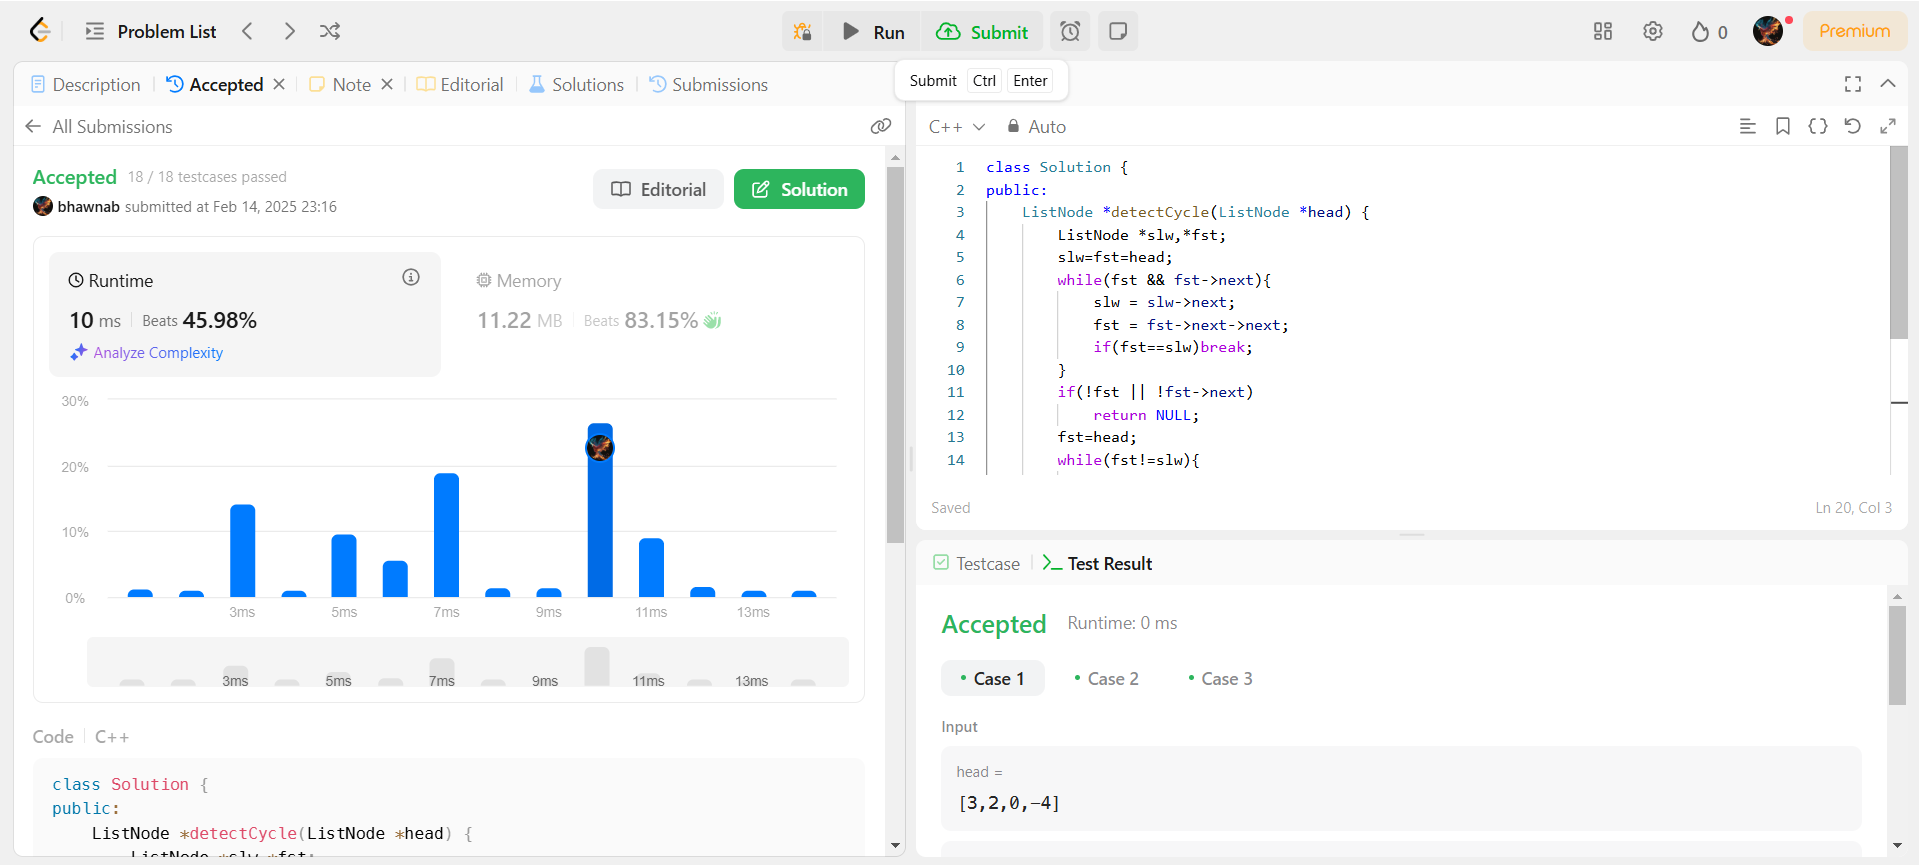 Problem List
Run
Submit
0
Premium
Description
Accepted
Note
Editorial
Solutions
Submissions
Submit Ctrl Enter
All Submissions
Accepted 18 / 18 testcases passed
bhawnab submitted at Feb 14, 2025 23:16
Editorial
Solution
Runtime
10 ms Beats 45.98%
Analyze Complexity
Memory
11.22 MB Beats 83.15%
30%
20%
10%
0%
3ms 5ms 7ms 9ms 11ms 13ms
3ms 5ms 7ms 9ms 11ms 13ms
Code C++
class Solution {
public:
ListNode *detectCycle(ListNode *head) {
ListNode *slw,*fst;
C++ Auto
1 class Solution {
2 public:
3 ListNode *detectCycle(ListNode *head) {
4 ListNode *slw,*fst;
5 slw=fst=head;
6 while(fst && fst->next){
7 slw = slw->next;
8 fst = fst->next->next;
9 if(fst==slw)break;
10 }
11 if(!fst || !fst->next)
12 return NULL;
13 fst=head;
14 while(fst!=slw){
Saved
Ln 20, Col 3
Testcase
Test Result
Accepted Runtime: 0 ms
Case 1
Case 2
Case 3
Input
head =
[3,2,0,-4]